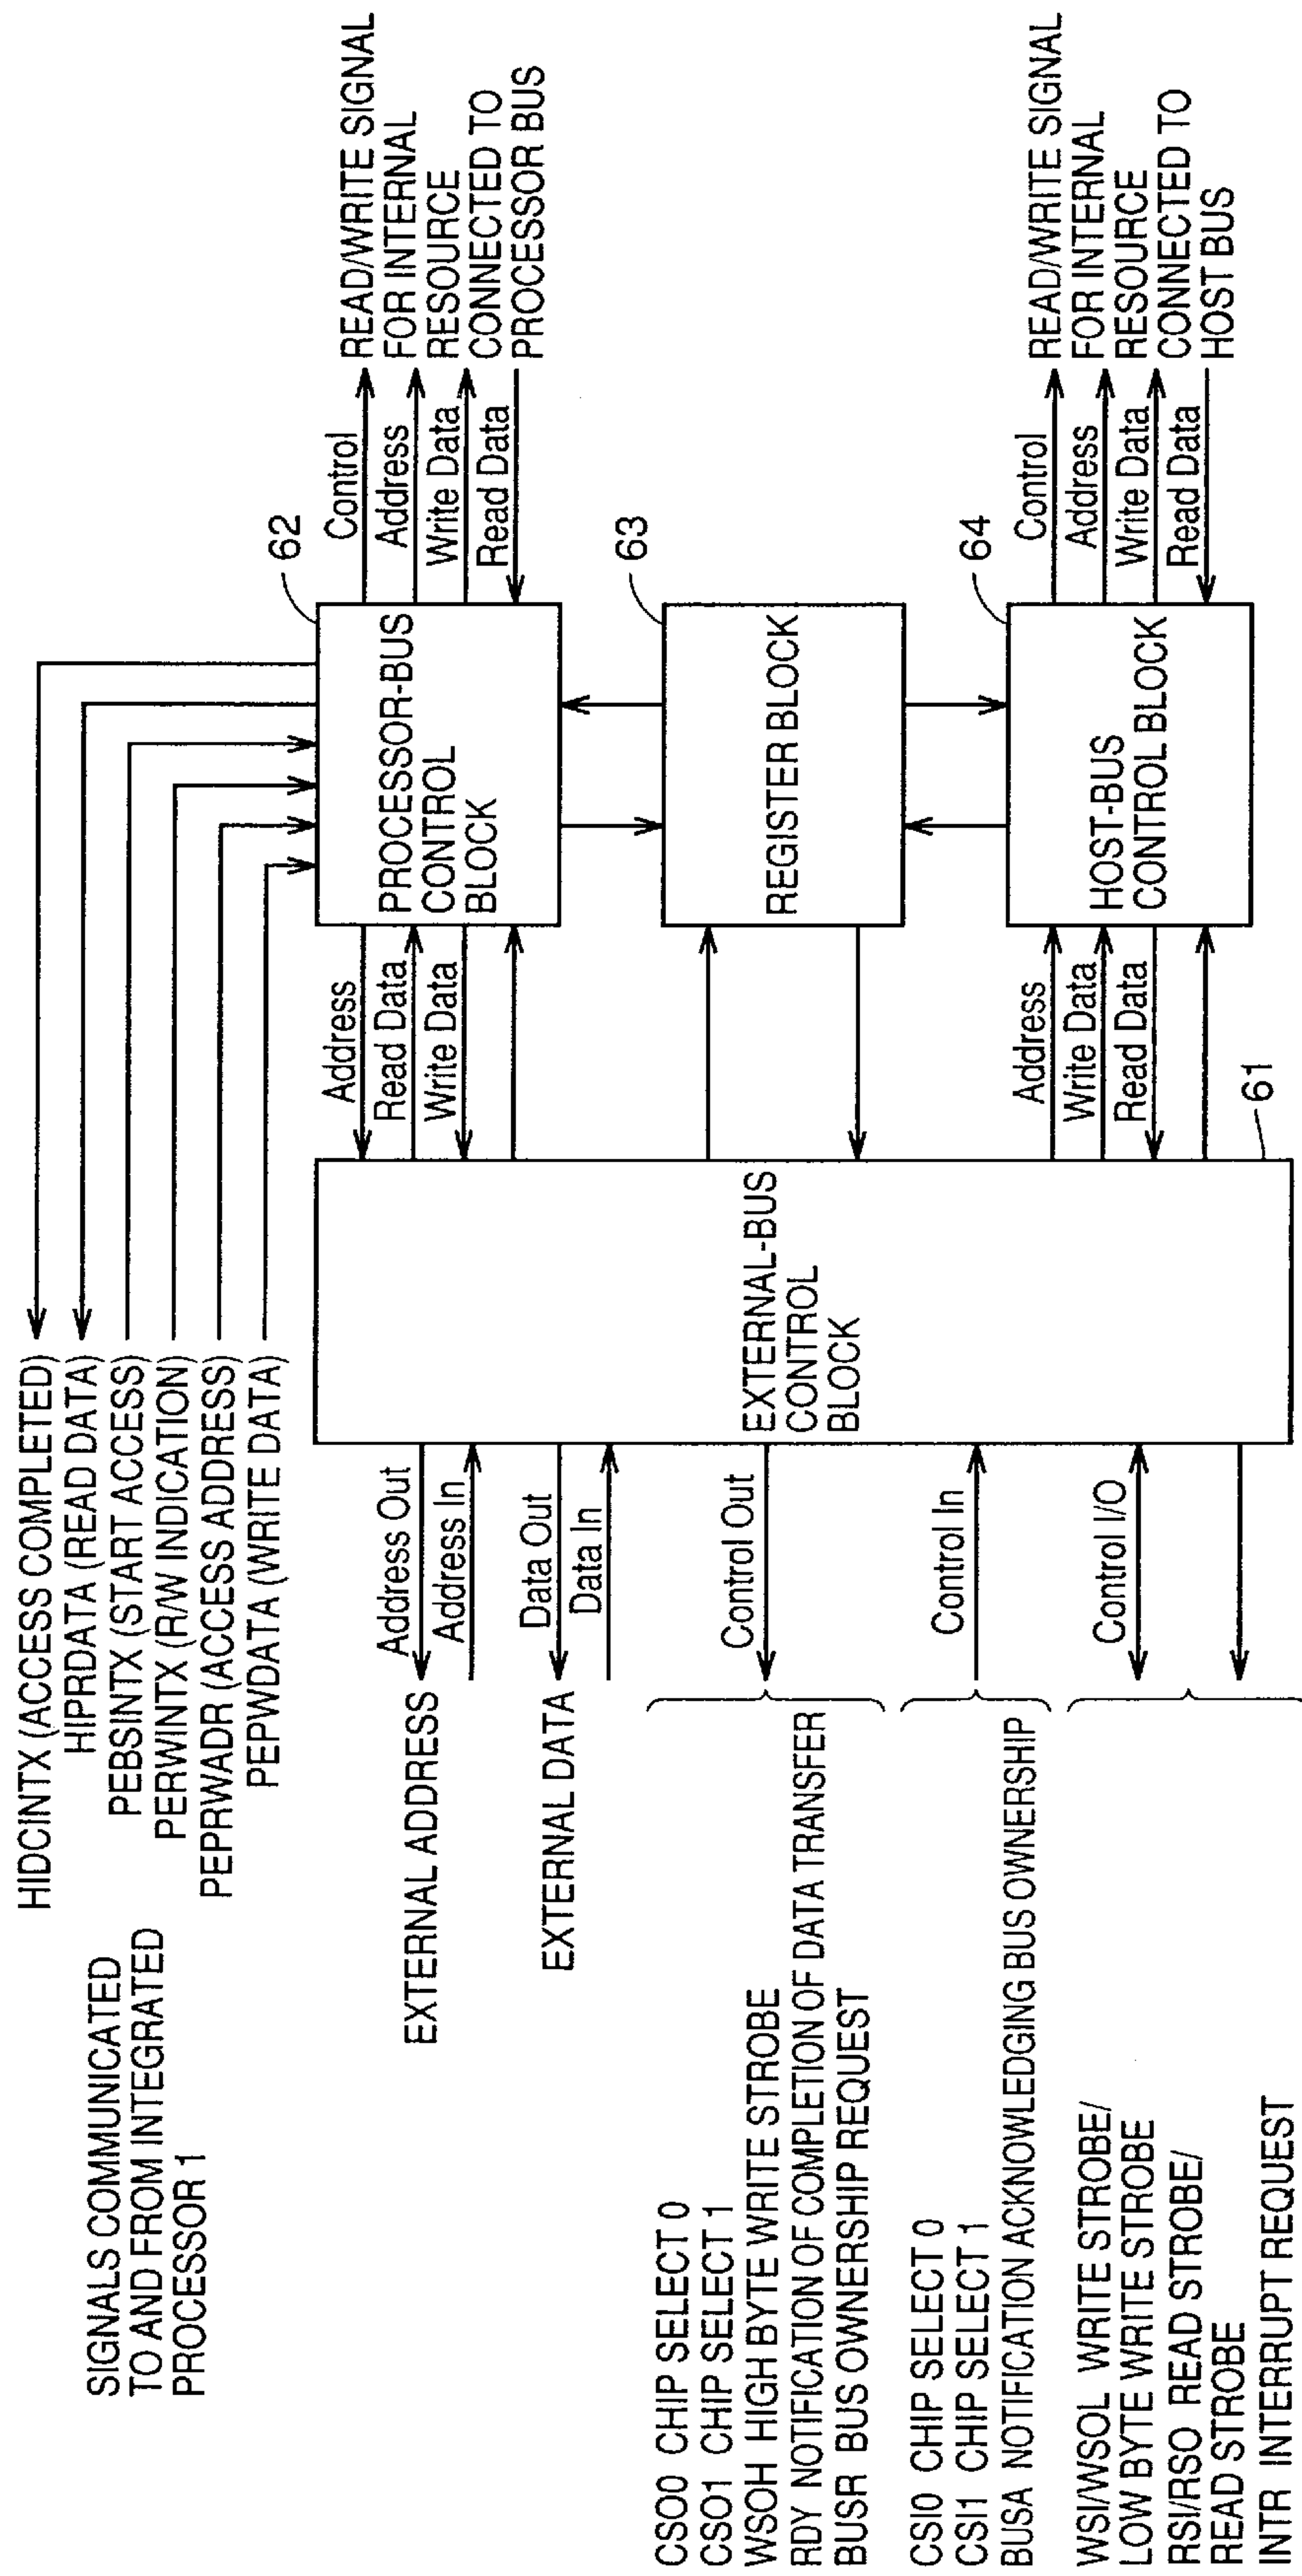 SIGNALS COMMUNICATED
TO AND FROM INTEGRATED
PROCESSOR 1
HIDCINTX (ACCESS COMPLETED)
HIPRDATA (READ DATA)
PEBSINTX (START ACCESS)
PERWINTX (R/W INDICATION)
PEPRWADR (ACCESS ADDRESS)
PEPWDATA (WRITE DATA)
EXTERNAL ADDRESS
Address Out
Address In
EXTERNAL DATA
Data Out
Data In
CSO0 CHIP SELECT 0
CSO1 CHIP SELECT 1
WSOH HIGH BYTE WRITE STROBE
RDY NOTIFICATION OF COMPLETION OF DATA TRANSFER
BUSR BUS OWNERSHIP REQUEST
Control Out
CSI0 CHIP SELECT 0
CSI1 CHIP SELECT 1
BUSA NOTIFICATION ACKNOWLEDGING BUS OWNERSHIP
Control In
WSI/WSOL WRITE STROBE/
LOW BYTE WRITE STROBE
RSI/RSO READ STROBE/
READ STROBE
INTR INTERRUPT REQUEST
Control I/O
EXTERNAL-BUS
CONTROL
BLOCK
61
Address
Read Data
Write Data
Address
Write Data
Read Data
62
PROCESSOR-BUS
CONTROL
BLOCK
63
REGISTER BLOCK
64
HOST-BUS
CONTROL BLOCK
Control
Address
Write Data
Read Data
READ/WRITE SIGNAL
FOR INTERNAL
RESOURCE
CONNECTED TO
PROCESSOR BUS
Control
Address
Write Data
Read Data
READ/WRITE SIGNAL
FOR INTERNAL
RESOURCE
CONNECTED TO
HOST BUS